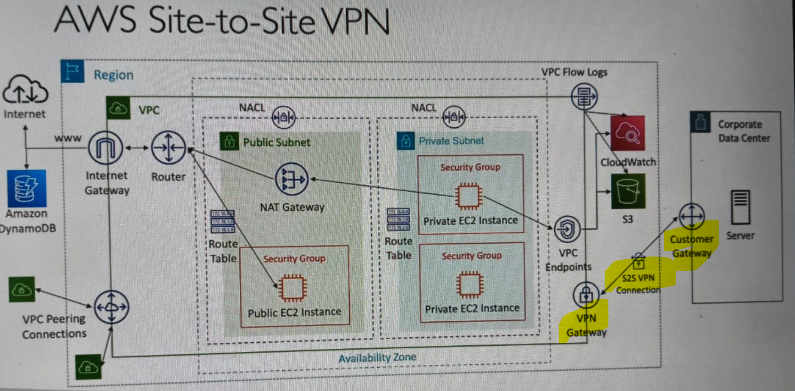 AWS Site-to-Site VPN
Region
VPC Flow Logs
Internet
VPC
NACL
NACL
www
Public Subnet
Private Subnet
Corporate
Data Center
CloudWatch
Security Group
Internet
Gateway
Router
NAT Gateway
Private EC2 Instance
S3
Amazon
DynamoDB
Route
Table
Route
Table
VPC
Endpoints
Customer
Gateway
Server
Security Group
Security Group
S2S VPN
Connection
Public EC2 Instance
Private EC2 Instance
VPN
Gateway
VPC Peering
Connections
Availability Zone